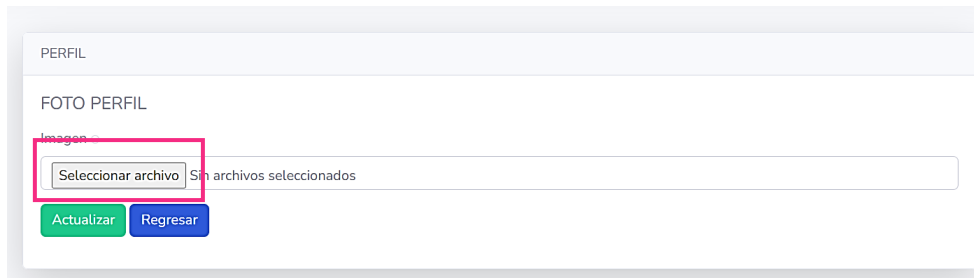 PERFIL
FOTO PERFIL
Imagen
Seleccionar archivo Sin archivos seleccionados
Actualizar Regresar